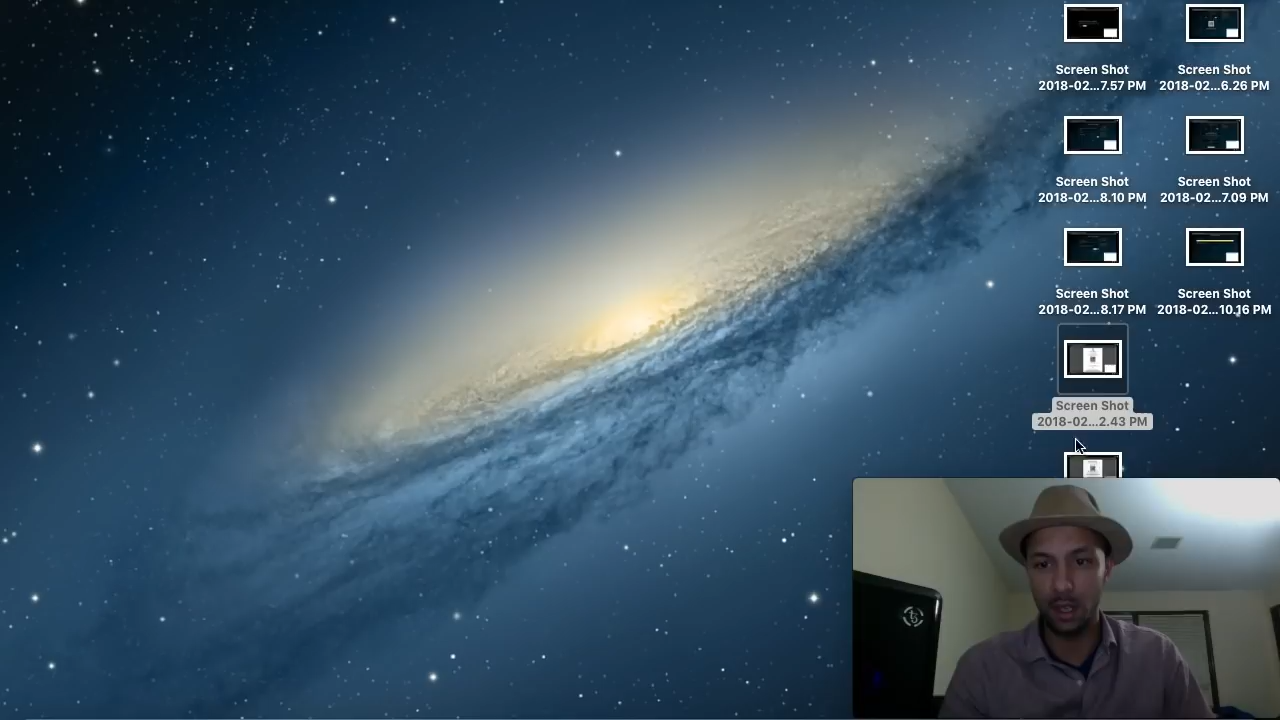 Screen Shot
2018-02...7.57 PM
Screen Shot
2018-02...6.26 PM
Screen Shot
2018-02...8.10 PM
Screen Shot
2018-02...7.09 PM
Screen Shot
2018-02...8.17 PM
Screen Shot
2018-02...10.16 PM
Screen Shot
2018-02...2.43 PM